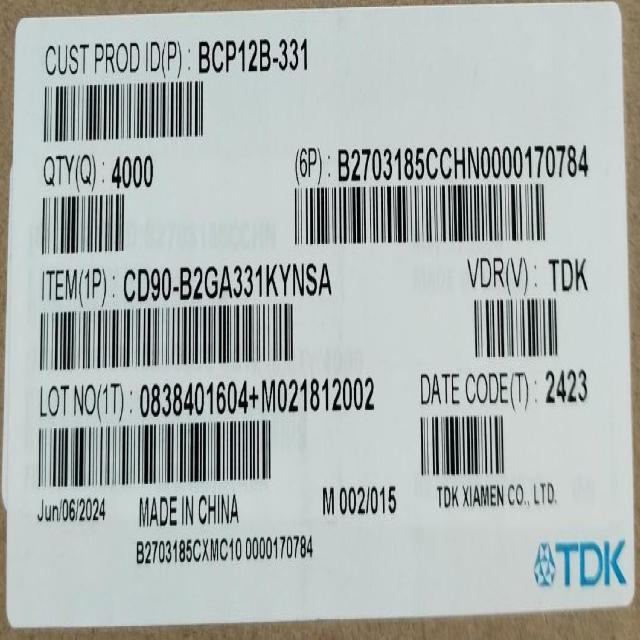 CUST PROD ID(P) : BCP12B-331
QTY(Q) : 4000
(6P) : B2703185CCHN0000170784
ITEM(1P) : CD90-B2GA331KYNSA
VDR(V) : TDK
LOT NO(1T) : 0838401604+M021812002
DATE CODE(T) : 2423
Jun/06/2024
MADE IN CHINA
M 002/015
TDK XIAMEN CO., LTD.
B2703185CXMC10 0000170784
TDK